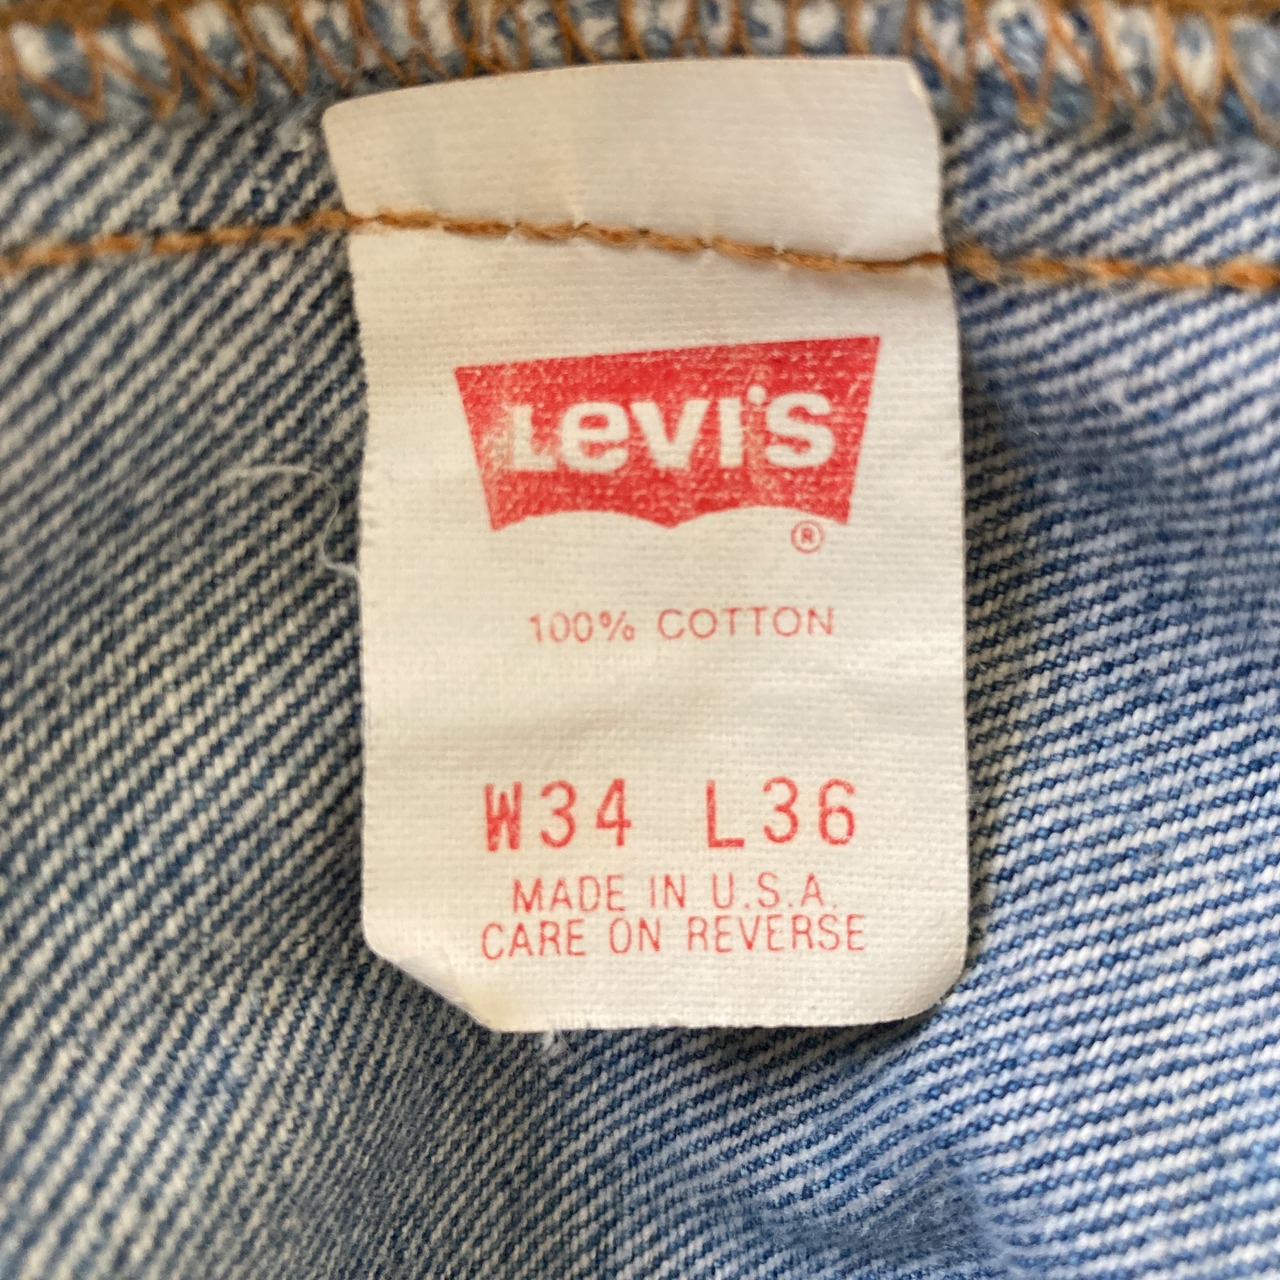 Levi's
®
100% COTTON
W34 L36
MADE IN U.S.A.
CARE ON REVERSE